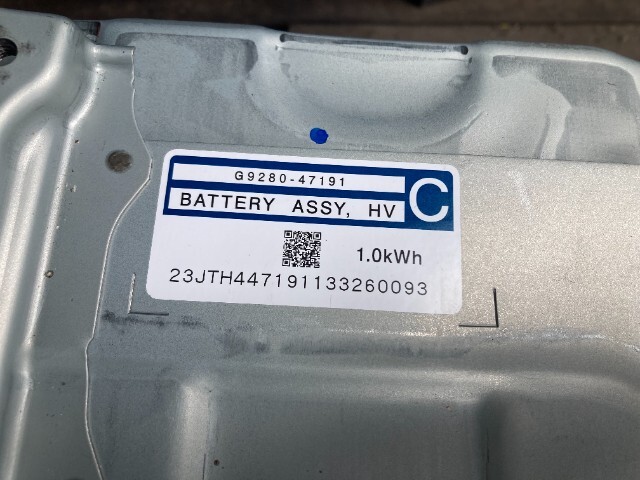 G9280-47191
BATTERY ASSY, HV
C
1.0kWh
23JTH447191133260093